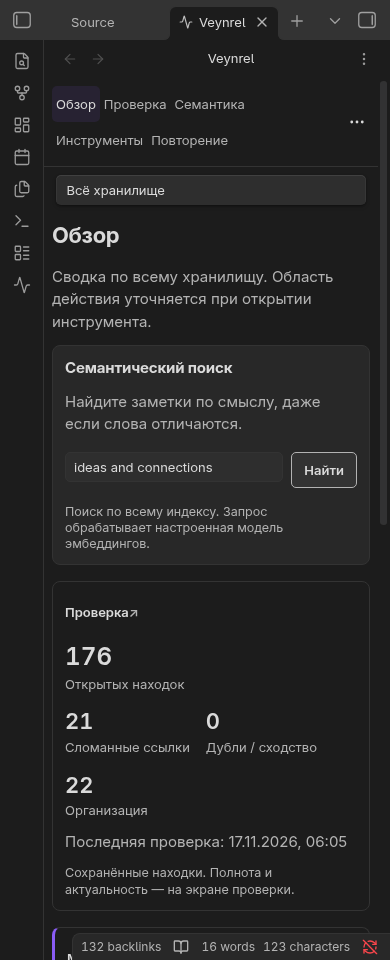 Source
Veynrel
Veynrel
Обзор Проверка Семантика
Инструменты Повторение
Всё хранилище
Обзор
Сводка по всему хранилищу. Область
действия уточняется при открытии
инструмента.
Семантический поиск
Найдите заметки по смыслу, даже
если слова отличаются.
ideas and connections
Найти
Поиск по всему индексу. Запрос
обрабатывает настроенная модель
эмбеддингов.
Проверка↗
176
Открытых находок
21 0
Сломанные ссылки Дубли / сходство
22
Организация
Последняя проверка: 17.11.2026, 06:05
Сохранённые находки. Полнота и
актуальность — на экране проверки.
132 backlinks 16 words 123 characters